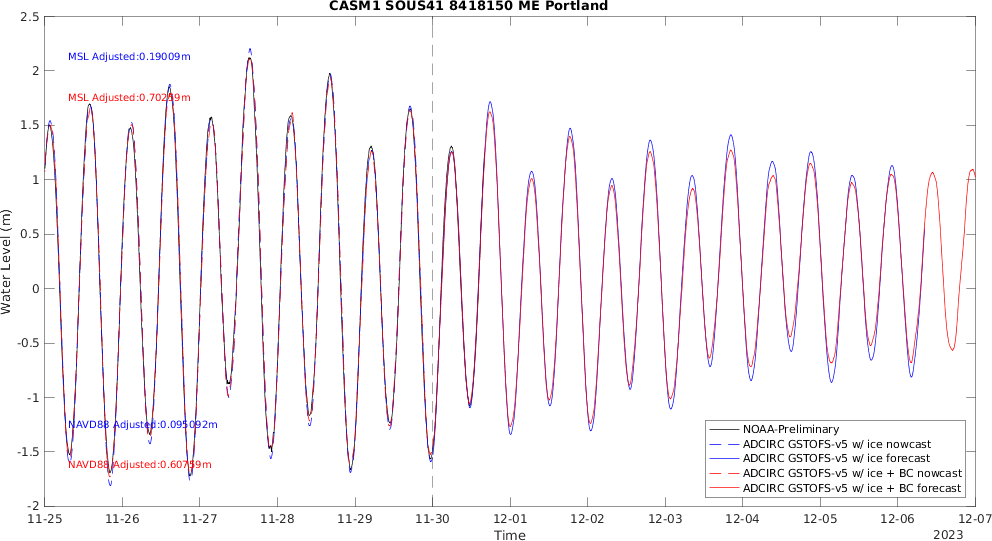 CASM1 SOUS41 8418150 ME Portland
2.5
2
1.5
1
0.5
0
-0.5
-1
-1.5
-2
Water Level (m)
MSL Adjusted:0.19009m
MSL Adjusted:0.70259m
NAVD88 Adjusted:0.095092m
NAVD88 Adjusted:0.60759m
NOAA-Preliminary
ADCIRC GSTOFS-v5 w/ ice nowcast
ADCIRC GSTOFS-v5 w/ ice forecast
ADCIRC GSTOFS-v5 w/ ice + BC nowcast
ADCIRC GSTOFS-v5 w/ ice + BC forecast
11-25 11-26 11-27 11-28 11-29 11-30 12-01 12-02 12-03 12-04 12-05 12-06 12-07
Time
2023